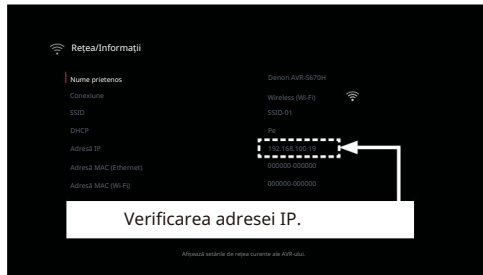 Rețea/Informații
Nume prietenos Denon AVR-S670H
Conexiune Wireless (Wi-Fi)
SSID SSID-01
DHCP Pe
Adresă IP 192.168.100.19
Adresă MAC (Ethernet) 000000-000000
Adresă MAC (Wi-Fi) 000000-000000
Verificarea adresei IP.
Afișează setările de rețea curente ale AVR-ului.